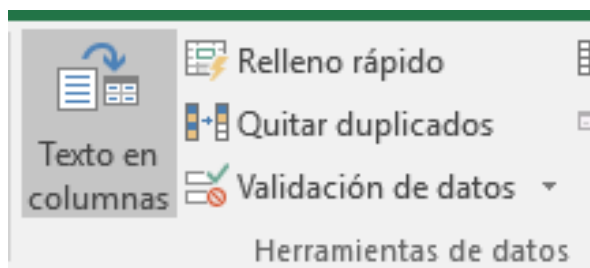 Texto en
columnas
Relleno rápido
Quitar duplicados
Validación de datos
Herramientas de datos